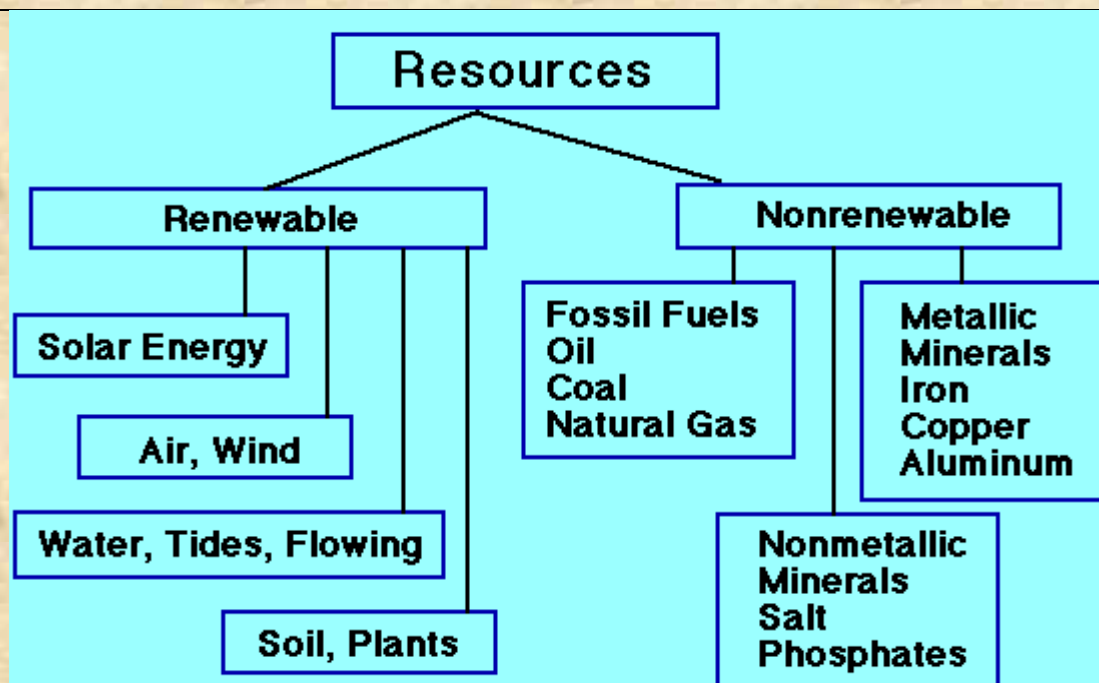 Resources
Renewable
Nonrenewable
Solar Energy
Air, Wind
Water, Tides, Flowing
Soil, Plants
Fossil Fuels
Oil
Coal
Natural Gas
Metallic
Minerals
Iron
Copper
Aluminum
Nonmetallic
Minerals
Salt
Phosphates